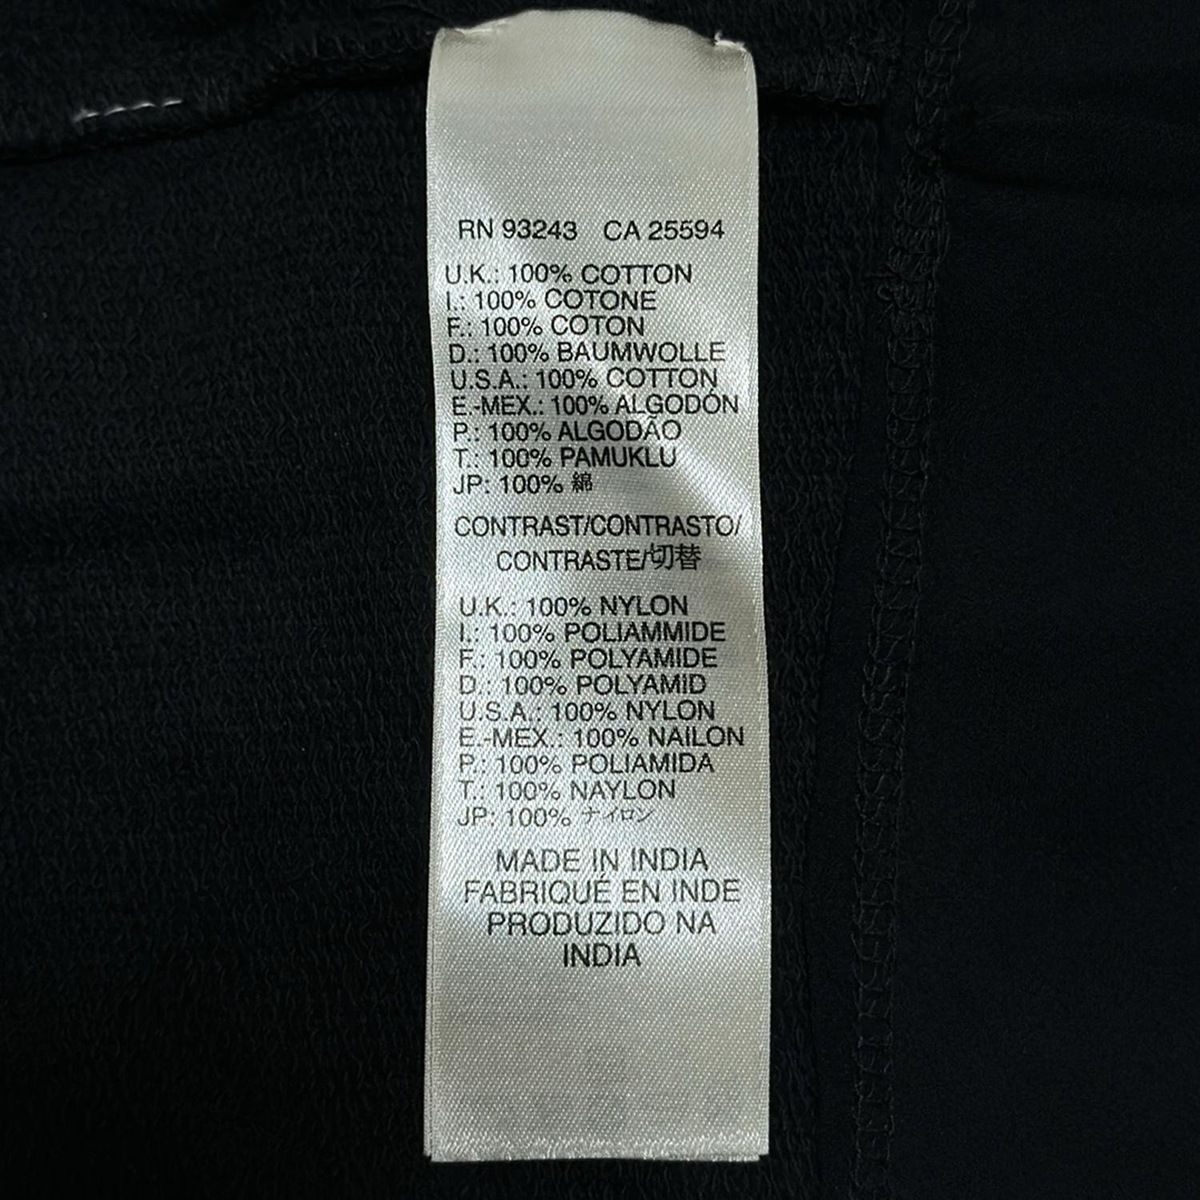 RN 93243 CA 25594
U.K.: 100% COTTON
I.: 100% COTONE
F.: 100% COTON
D.: 100% BAUMWOLLE
U.S.A.: 100% COTTON
E.-MEX.: 100% ALGODÓN
P.: 100% ALGODÃO
T.: 100% PAMUKLU
JP: 100% 綿
CONTRAST/CONTRASTO/
CONTRASTE/切替
U.K.: 100% NYLON
I.: 100% POLIAMMIDE
F.: 100% POLYAMIDE
D.: 100% POLYAMID
U.S.A.: 100% NYLON
E.-MEX.: 100% NAILON
P.: 100% POLIAMIDA
T.: 100% NAYLON
JP: 100% ナイロン
MADE IN INDIA
FABRIQUÉ EN INDE
PRODUZIDO NA
INDIA